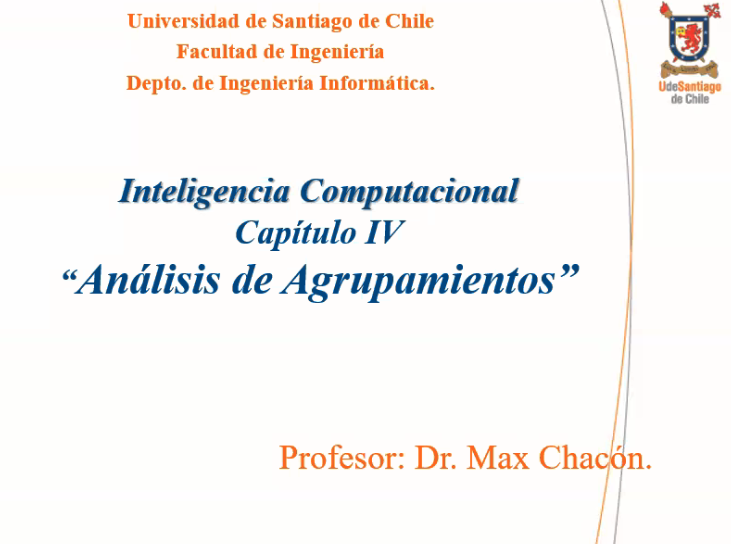 Universidad de Santiago de Chile
Facultad de Ingeniería
Depto. de Ingeniería Informática.
UdeSantiago
de Chile
Inteligencia Computacional
Capítulo IV
“Análisis de Agrupamientos”
Profesor: Dr. Max Chacón.